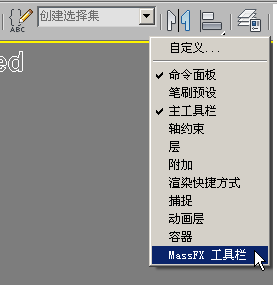 ABC
创建选择集
ed
自定义...
命令面板
笔刷预设
主工具栏
轴约束
层
附加
渲染快捷方式
捕捉
动画层
容器
MassFX 工具栏